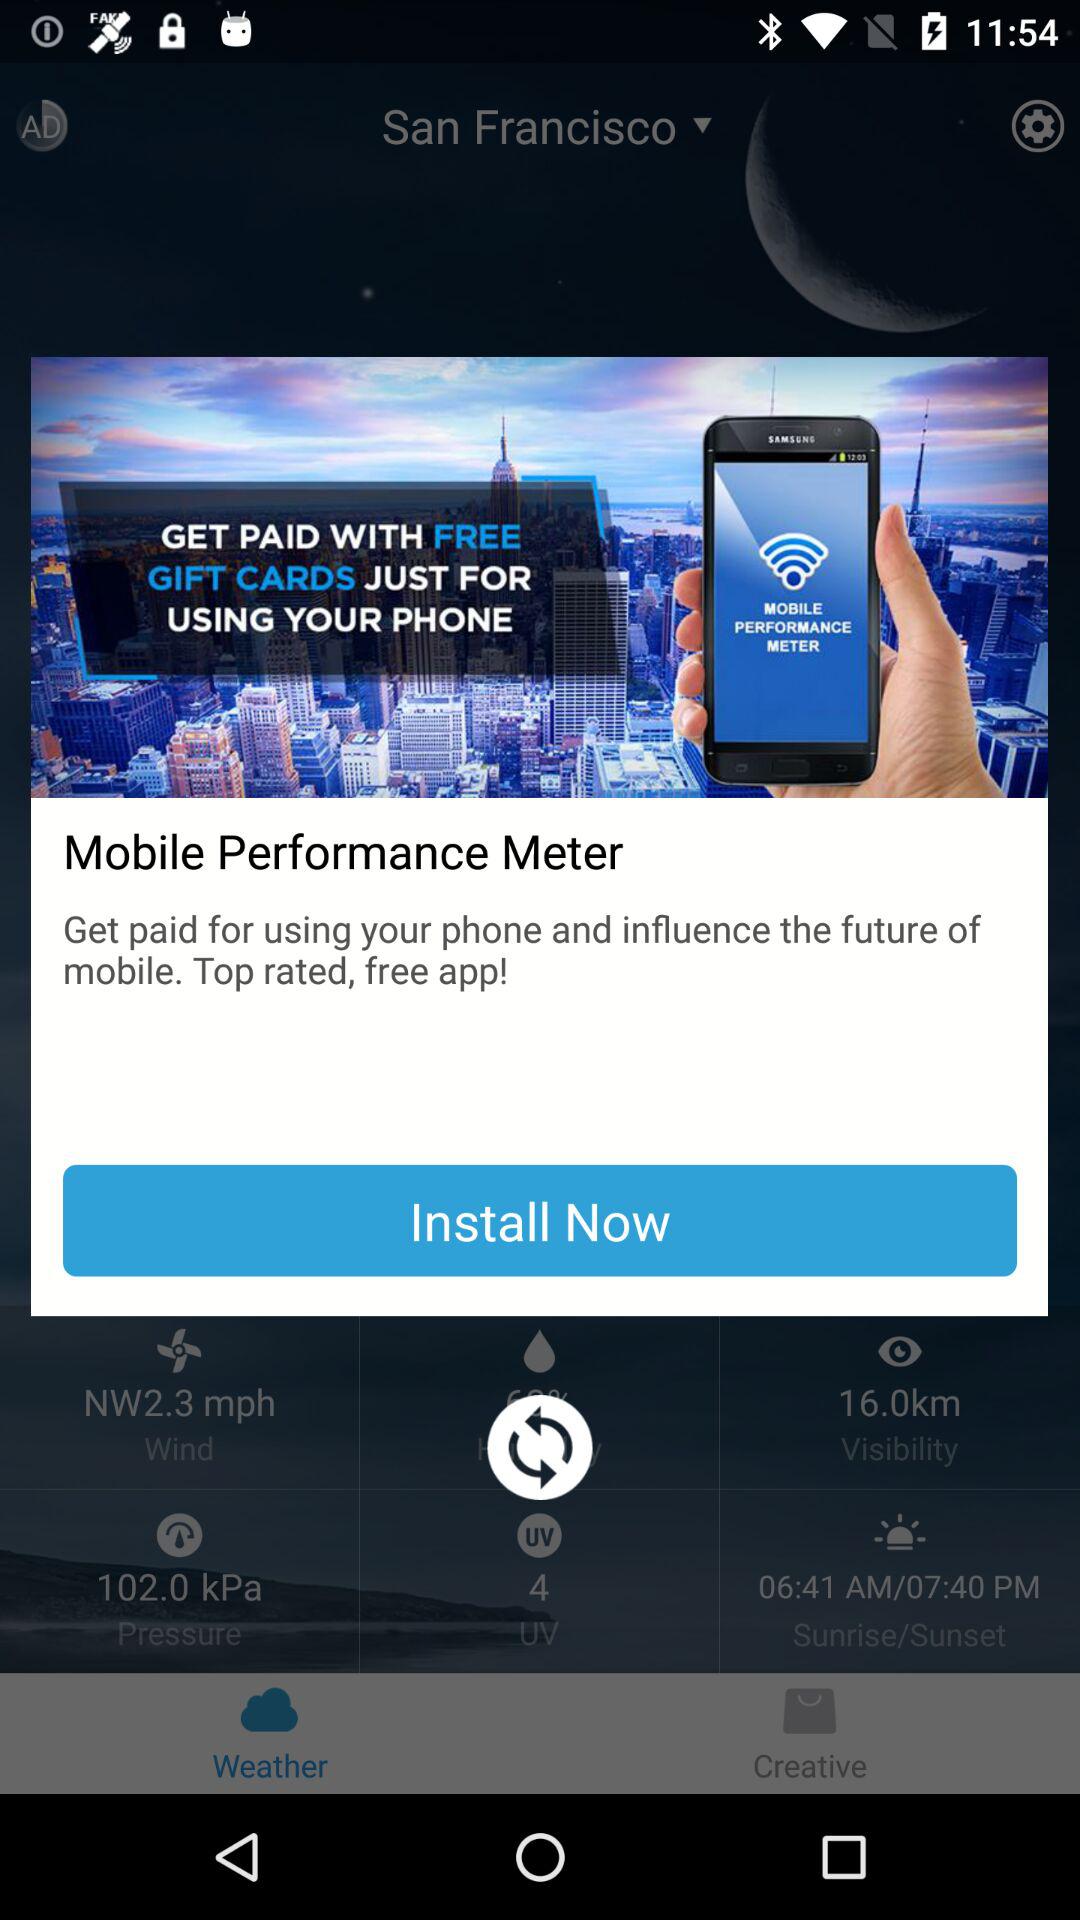 FAKE
11:54
AD
San Francisco
SAMSUNG
12:03
GET PAID WITH FREE
GIFT CARDS JUST FOR
USING YOUR PHONE
MOBILE
PERFORMANCE
METER
Mobile Performance Meter
Get paid for using your phone and influence the future of
mobile. Top rated, free app!
Install Now
NW2.3 mph
16.0km
Wind
Visibility
UV
102.0 kPa
4
06:41 AM/07:40 PM
Pressure
UV
Sunrise/Sunset
Weather
Creative